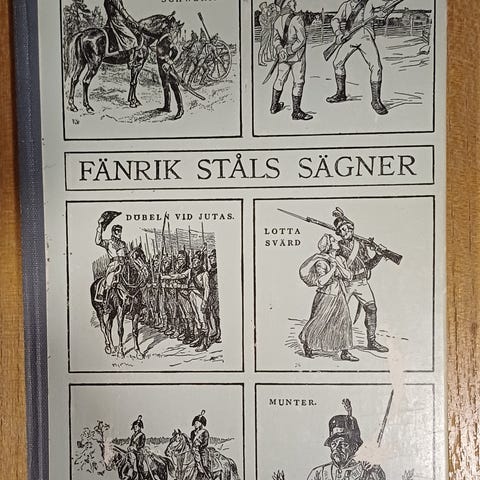 FÄNRIK STÅLS SÄGNER
DÖBELN VID JUTAS.
LOTTA
SVÄRD
MUNTER.